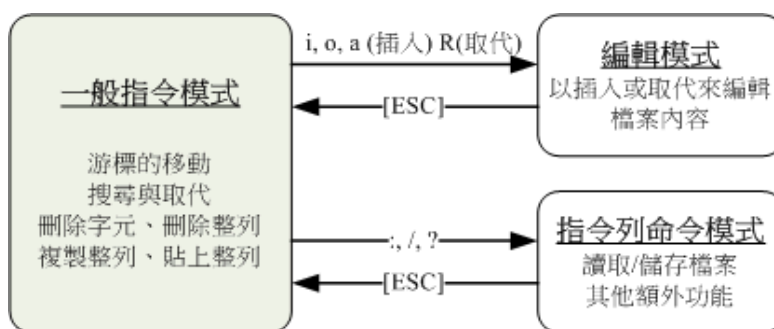 一般指令模式
游標的移動
搜尋與取代
刪除字元、刪除整列
複製整列、貼上整列
i, o, a (插入) R(取代)
[ESC]
編輯模式
以插入或取代來編輯
檔案內容
:, /, ?
[ESC]
指令列命令模式
讀取/儲存檔案
其他額外功能